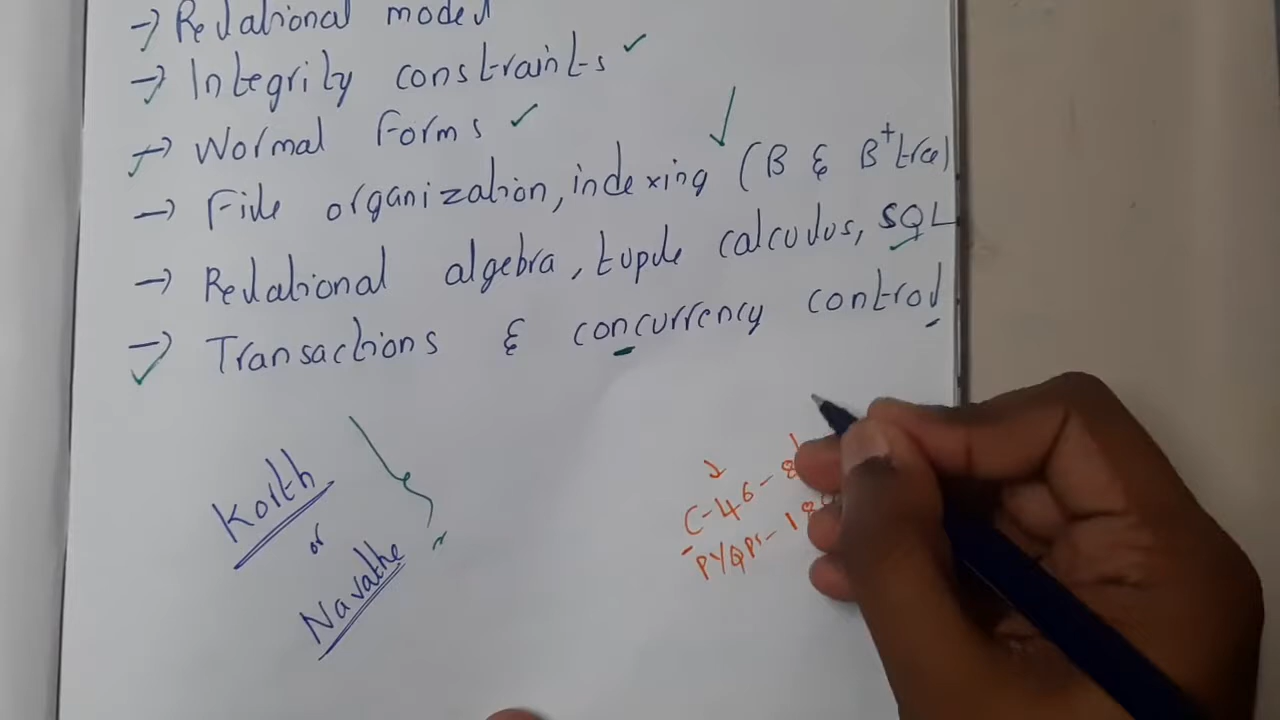 → Relational model
→ Integrity constraints ✓
→ Normal Forms ✓
→ File organization, indexing (B & B+ tree)
→ Relational algebra, tuple calculus, SQL
→ Transactions & concurrency control
Korth
or
Navathe
C-46-8
PYQPs-18